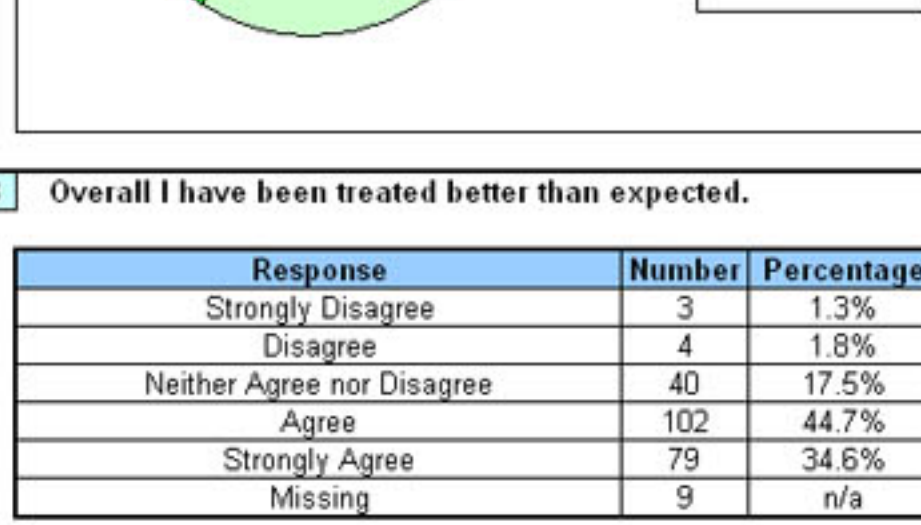 Overall I have been treated better than expected.
Response Number Percentage
Strongly Disagree 3 1.3%
Disagree 4 1.8%
Neither Agree nor Disagree 40 17.5%
Agree 102 44.7%
Strongly Agree 79 34.6%
Missing 9 n/a